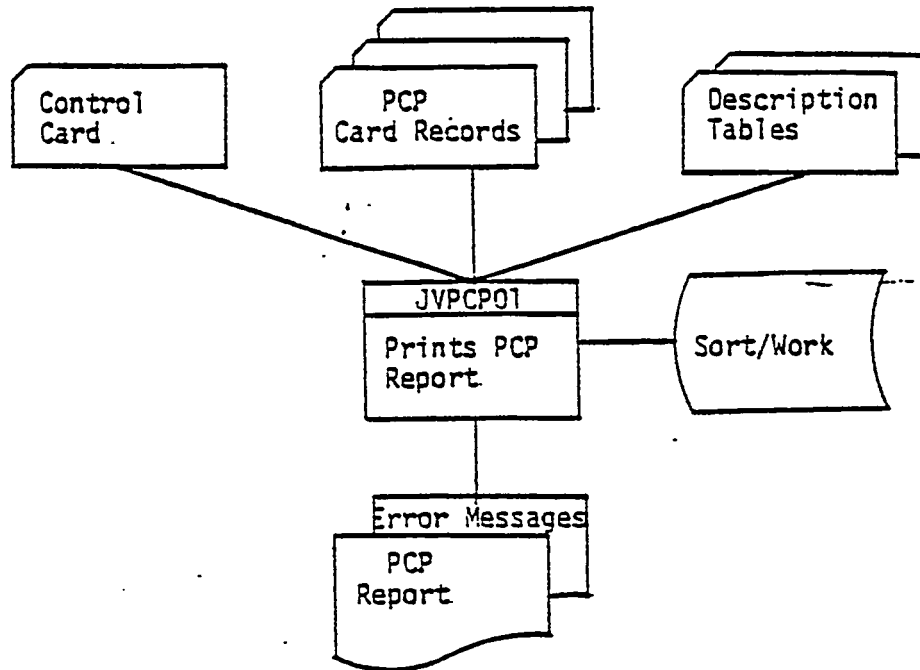 Control
Card
PCP
Card Records
Description
Tables
JVPCP01
Prints PCP
Report
Sort/Work
Error Messages
PCP
Report